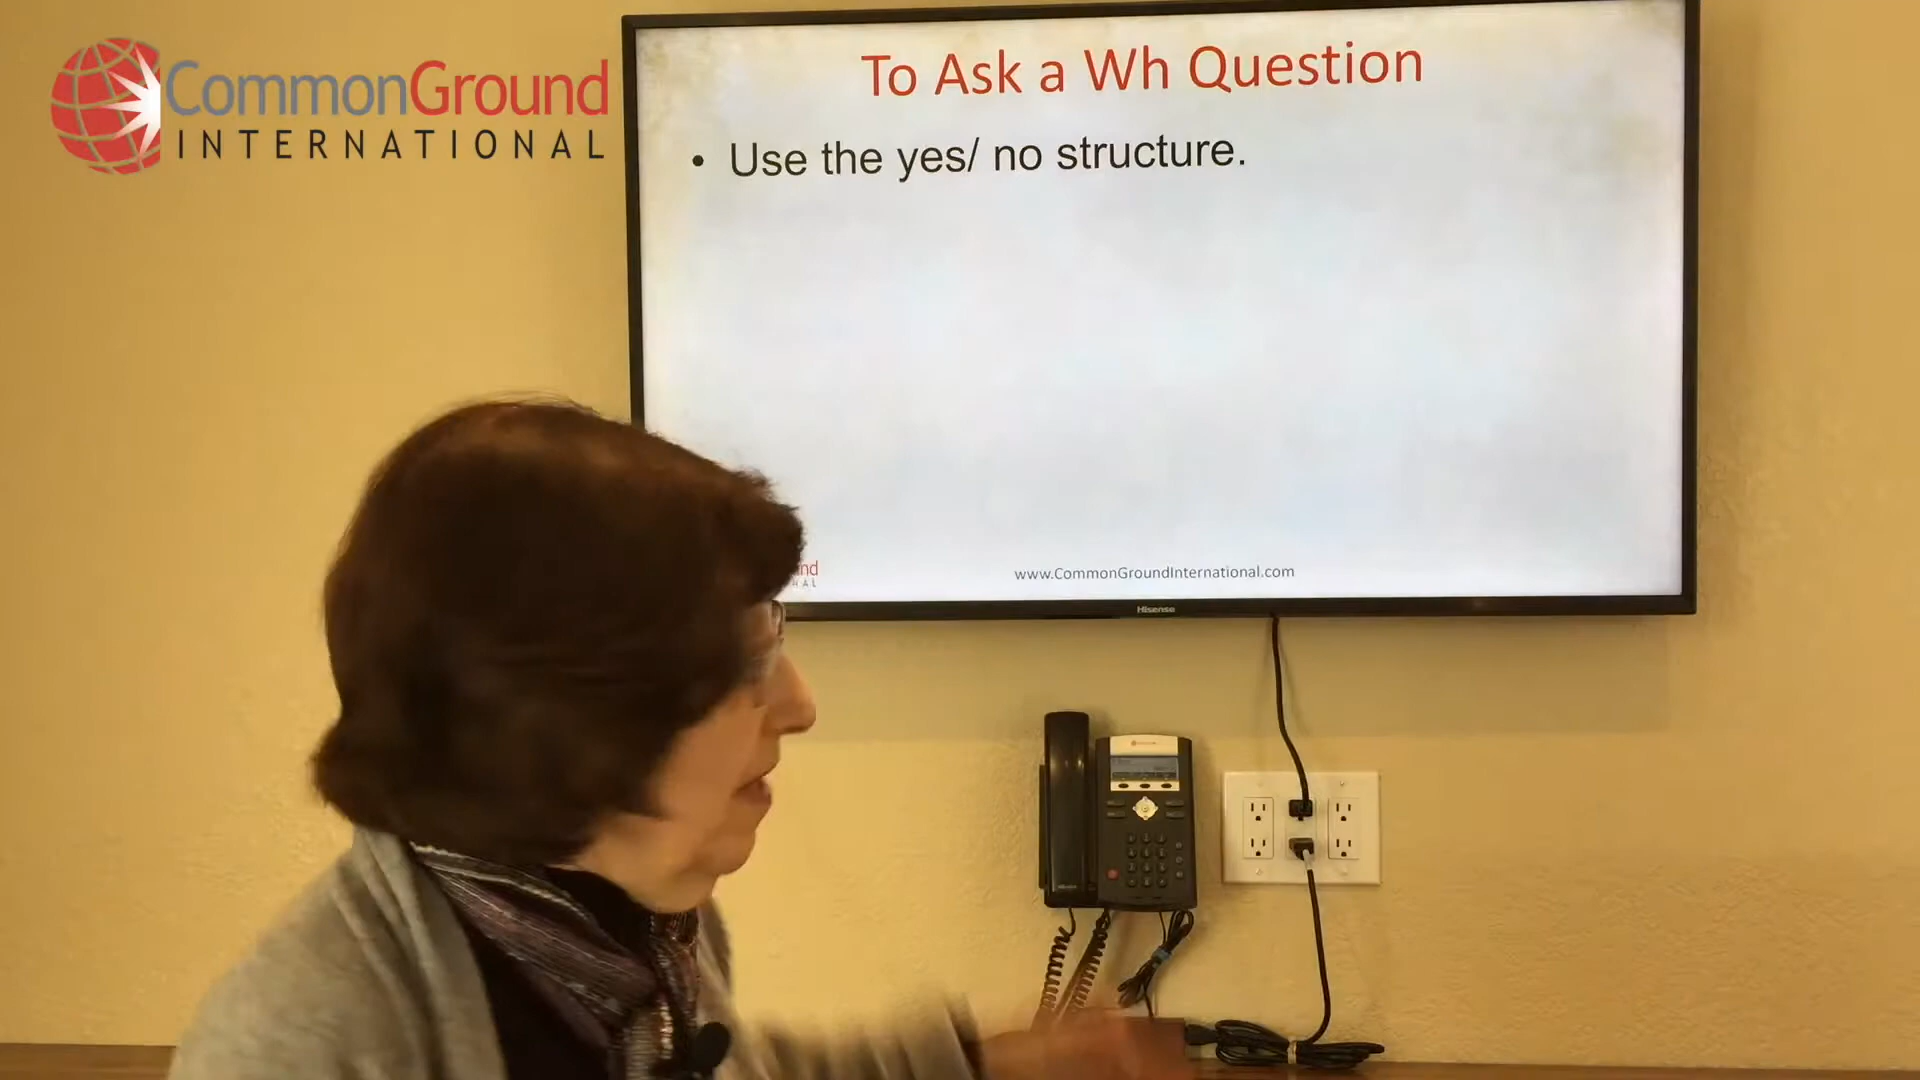 CommonGround
INTERNATIONAL
To Ask a Wh Question
• Use the yes/ no structure.
www.CommonGroundInternational.com
Hisense